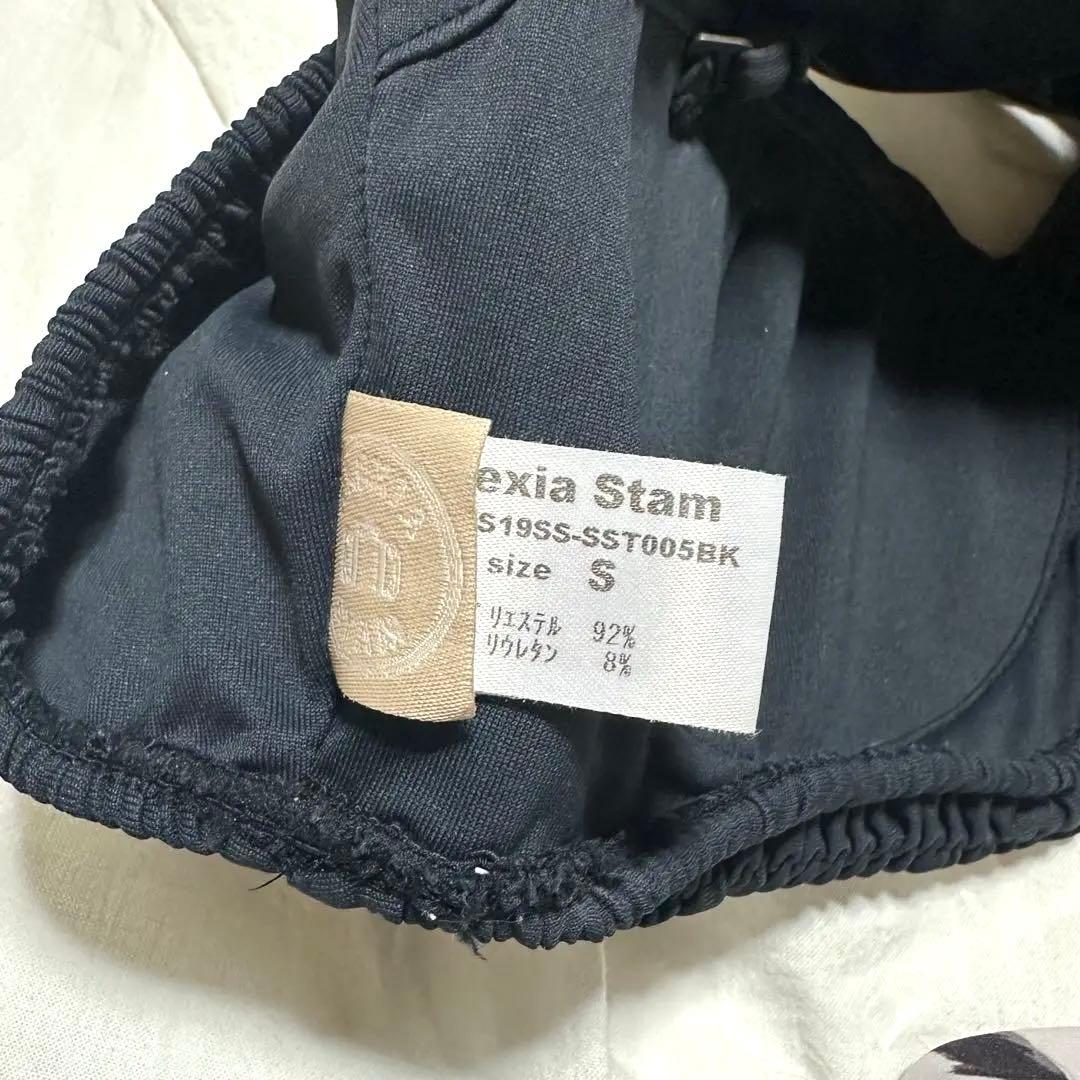 exia Stam
S19SS-SST005BK
size S
リエステル 92%
リウレタン 8%